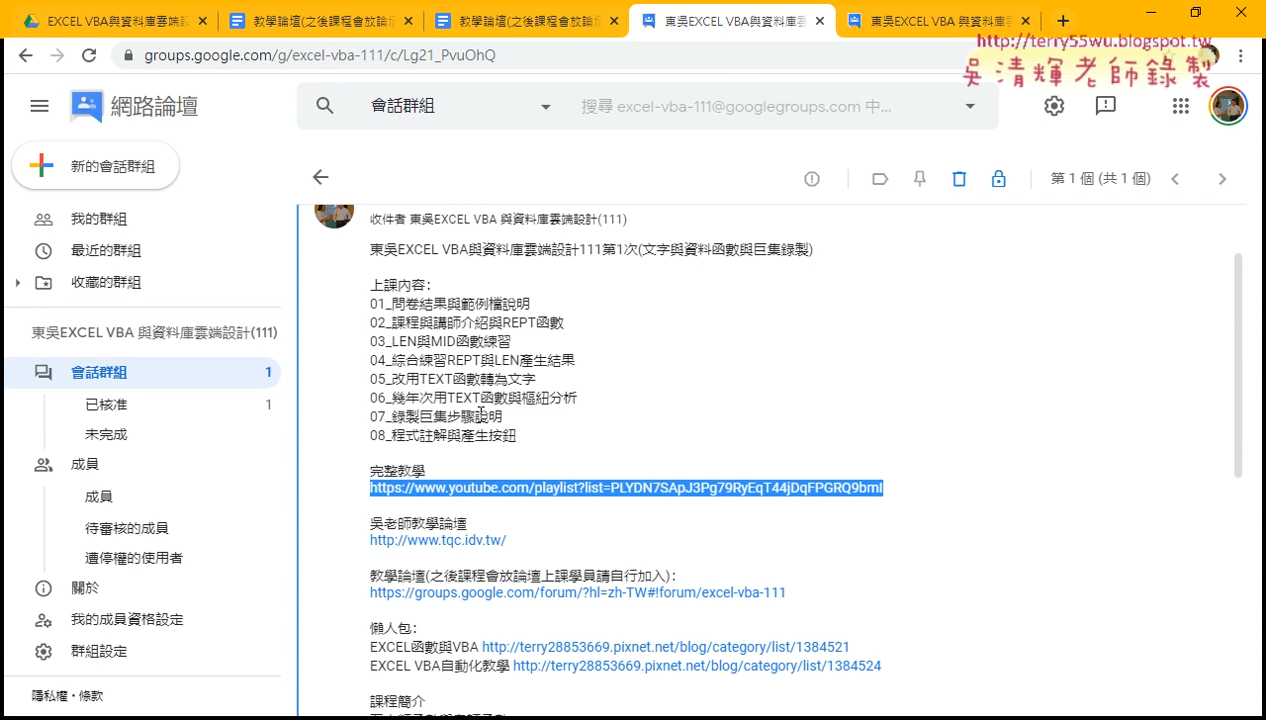 EXCEL VBA與資料庫雲端設
教學論壇(之後課程會放論壇
教學論壇(之後課程會放論壇
東吳EXCEL VBA與資料庫雲
東吳EXCEL VBA 與資料庫
groups.google.com/g/excel-vba-111/c/Lg21_PvuOhQ
http://terry55wu.blogspot.tw
吳清輝老師錄製
網路論壇
會話群組
搜尋 excel-vba-111@googlegroups.com 中...
新的會話群組
第 1 個 (共 1 個)
我的群組
最近的群組
收藏的群組
東吳EXCEL VBA 與資料庫雲端設計(111)
會話群組 1
已核准 1
未完成
成員
成員
待審核的成員
遭停權的使用者
關於
我的成員資格設定
群組設定
隱私權・條款
收件者 東吳EXCEL VBA 與資料庫雲端設計(111)
東吳EXCEL VBA與資料庫雲端設計111第1次(文字與資料函數與巨集錄製)
上課內容:
01_問卷結果與範例檔說明
02_課程與講師介紹與REPT函數
03_LEN與MID函數練習
04_綜合練習REPT與LEN產生結果
05_改用TEXT函數轉為文字
06_幾年次用TEXT函數與樞紐分析
07_錄製巨集步驟說明
08_程式註解與產生按鈕
完整教學
https://www.youtube.com/playlist?list=PLYDN7SApJ3Pg79RyEqT44jDqFPGRQ9bmI
吳老師教學論壇
http://www.tqc.idv.tw/
教學論壇(之後課程會放論壇上課學員請自行加入):
https://groups.google.com/forum/?hl=zh-TW#!forum/excel-vba-111
懶人包:
EXCEL函數與VBA http://terry28853669.pixnet.net/blog/category/list/1384521
EXCEL VBA自動化教學 http://terry28853669.pixnet.net/blog/category/list/1384524
課程簡介